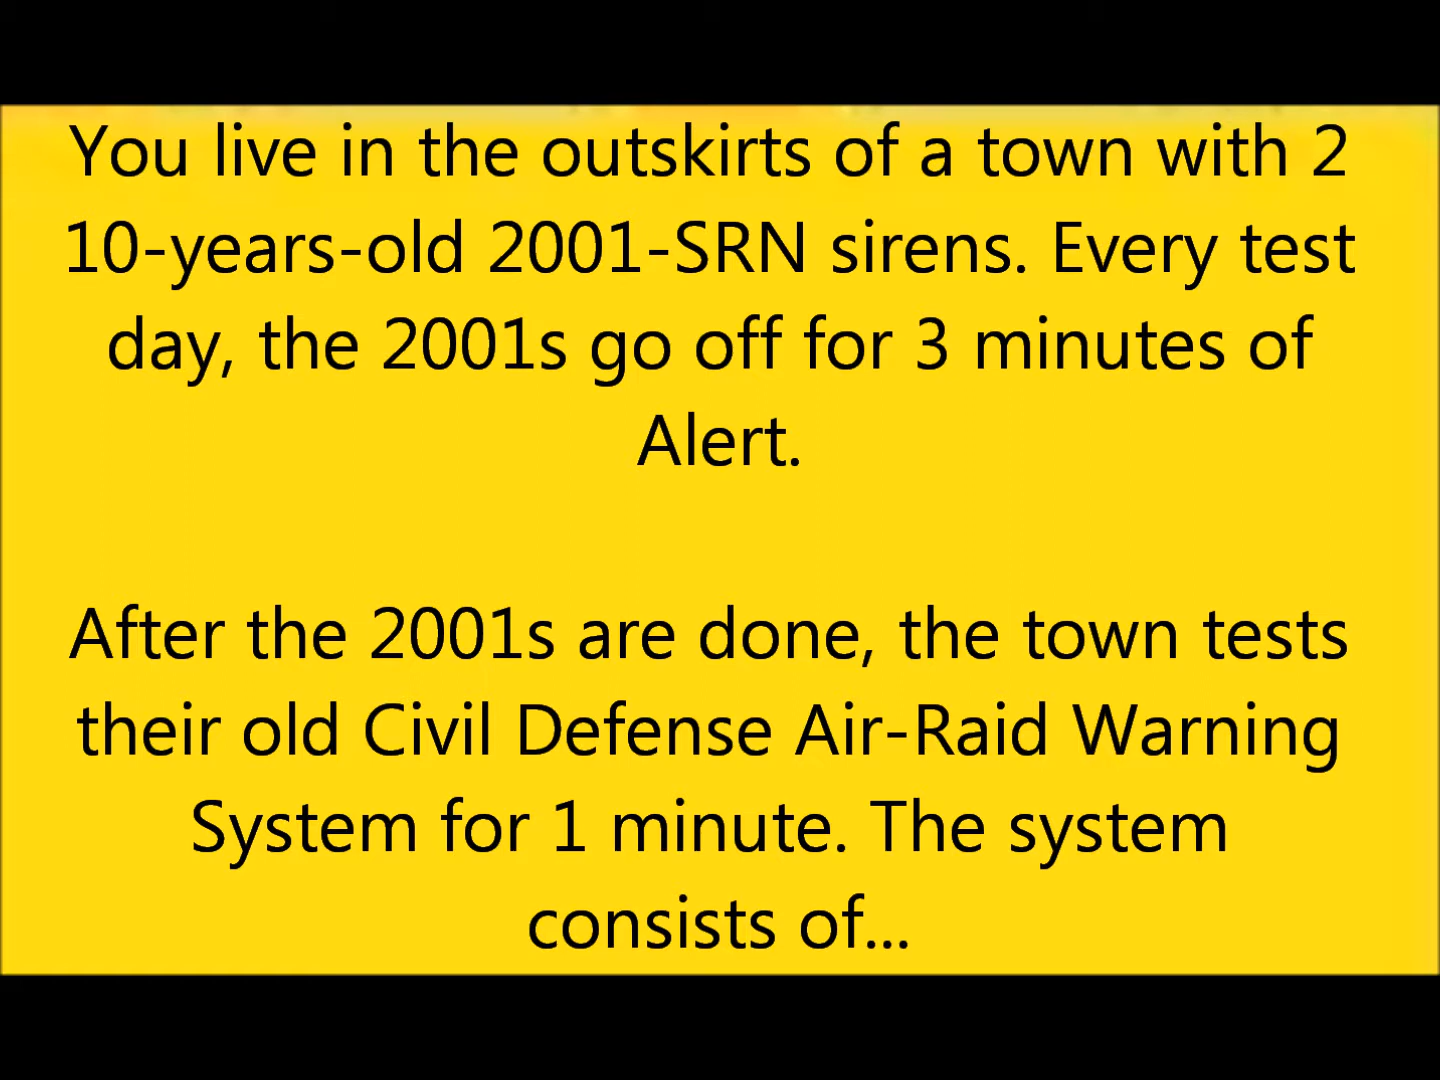 You live in the outskirts of a town with 2
10-years-old 2001-SRN sirens. Every test
day, the 2001s go off for 3 minutes of
Alert.
After the 2001s are done, the town tests
their old Civil Defense Air-Raid Warning
System for 1 minute. The system
consists of...